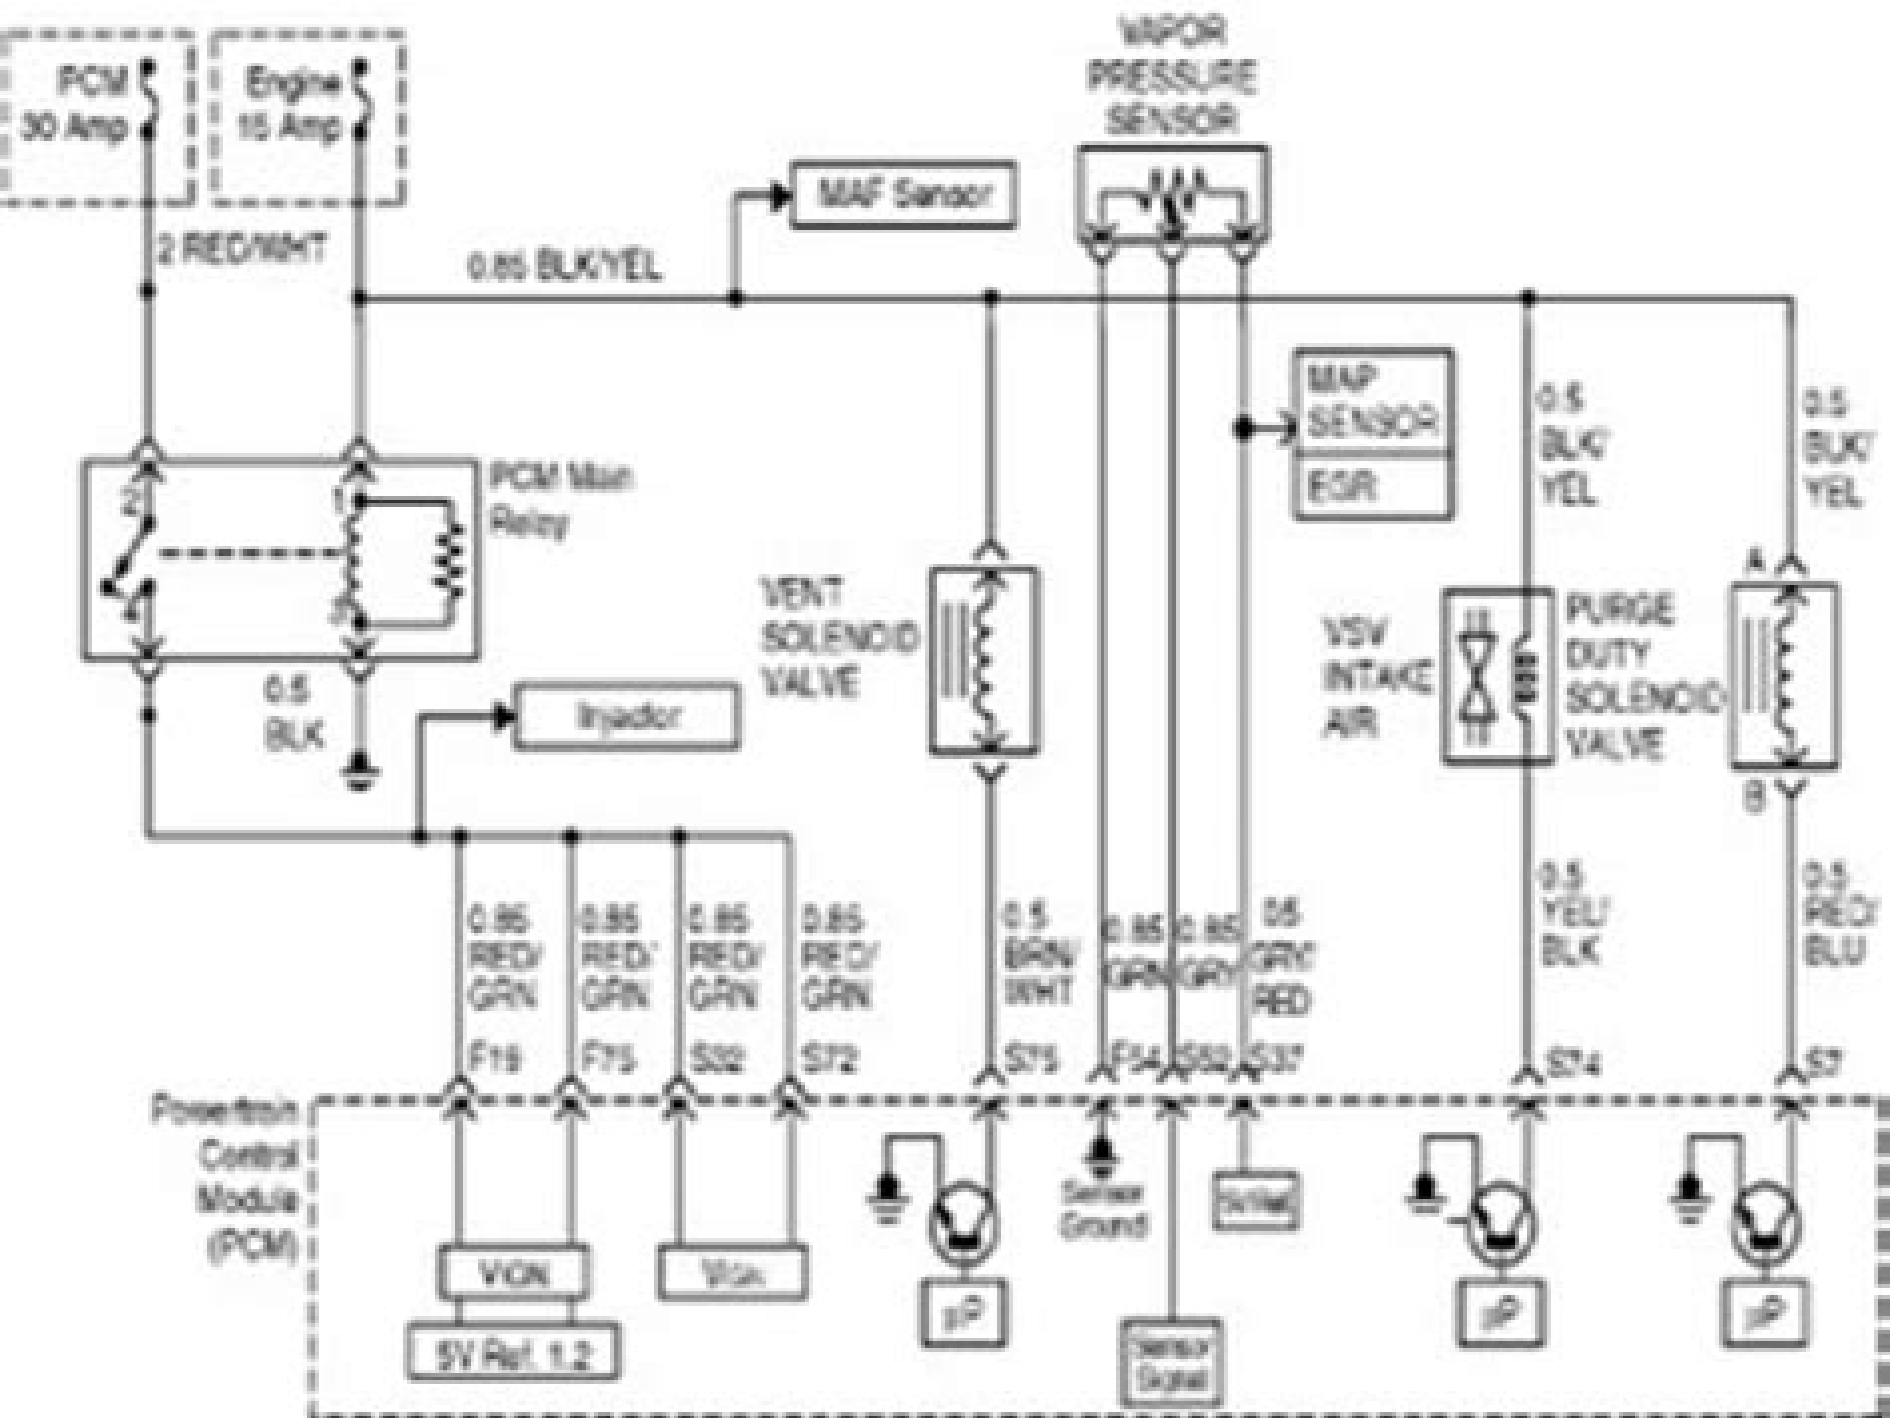 PCM
30 Amp
Engine
15 Amp
VAPOR
PRESSURE
SENSOR
MAF Sensor
2 RED/WHT
0.85 BLK/YEL
MAP
SENSOR
EGR
0.5
BLK/
YEL
0.5
BLK/
YEL
PCM Main
Relay
2
1
4
3
0.5
BLK
Injector
VENT
SOLENOID
VALVE
VSV
INTAKE
AIR
PURGE
DUTY
SOLENOID
VALVE
A
B
0.85
RED/
GRN
0.85
RED/
GRN
0.85
RED/
GRN
0.85
RED/
GRN
0.5
BRN/
WHT
0.85
GRN
0.85
GRY
GRY/
RED
0.5
YEL/
BLK
0.5
RED/
BLU
F75
S32
S72
S75
F54
S52
S37
S74
S7
Powertrain
Control
Module
(PCM)
Sensor
Ground
5V Ref. 1.2
Sensor
Signal